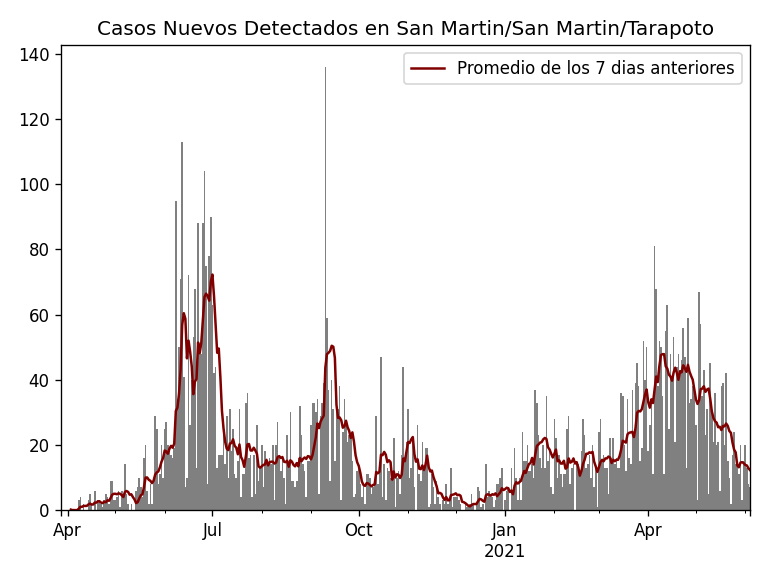 Casos Nuevos Detectados en San Martin/San Martin/Tarapoto
Promedio de los 7 dias anteriores
140
120
100
80
60
40
20
0
Apr
Jul
Oct
Jan
2021
Apr